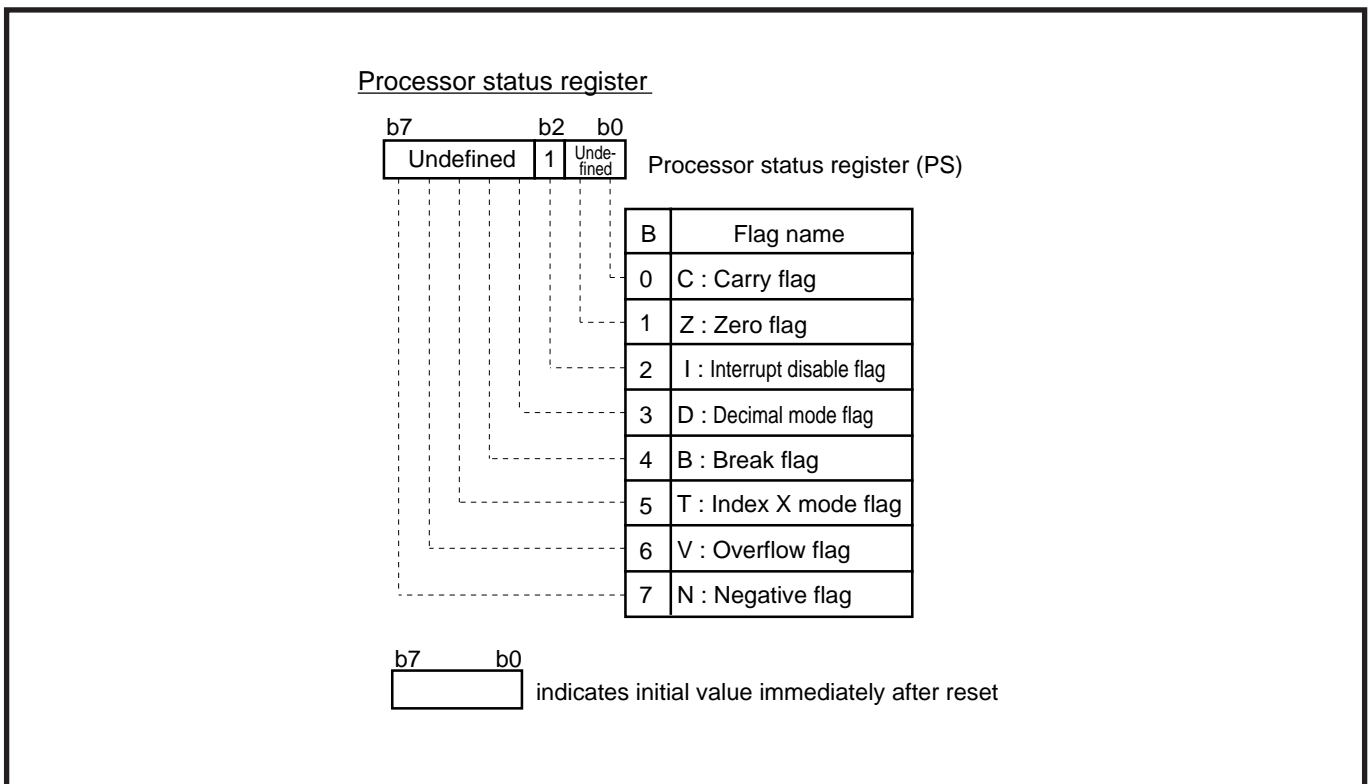 Processor status register
b7 b2 b0
Undefined 1 Unde-
fined
Processor status register (PS)
B Flag name
0 C : Carry flag
1 Z : Zero flag
2 I : Interrupt disable flag
3 D : Decimal mode flag
4 B : Break flag
5 T : Index X mode flag
6 V : Overflow flag
7 N : Negative flag
b7 b0
indicates initial value immediately after reset